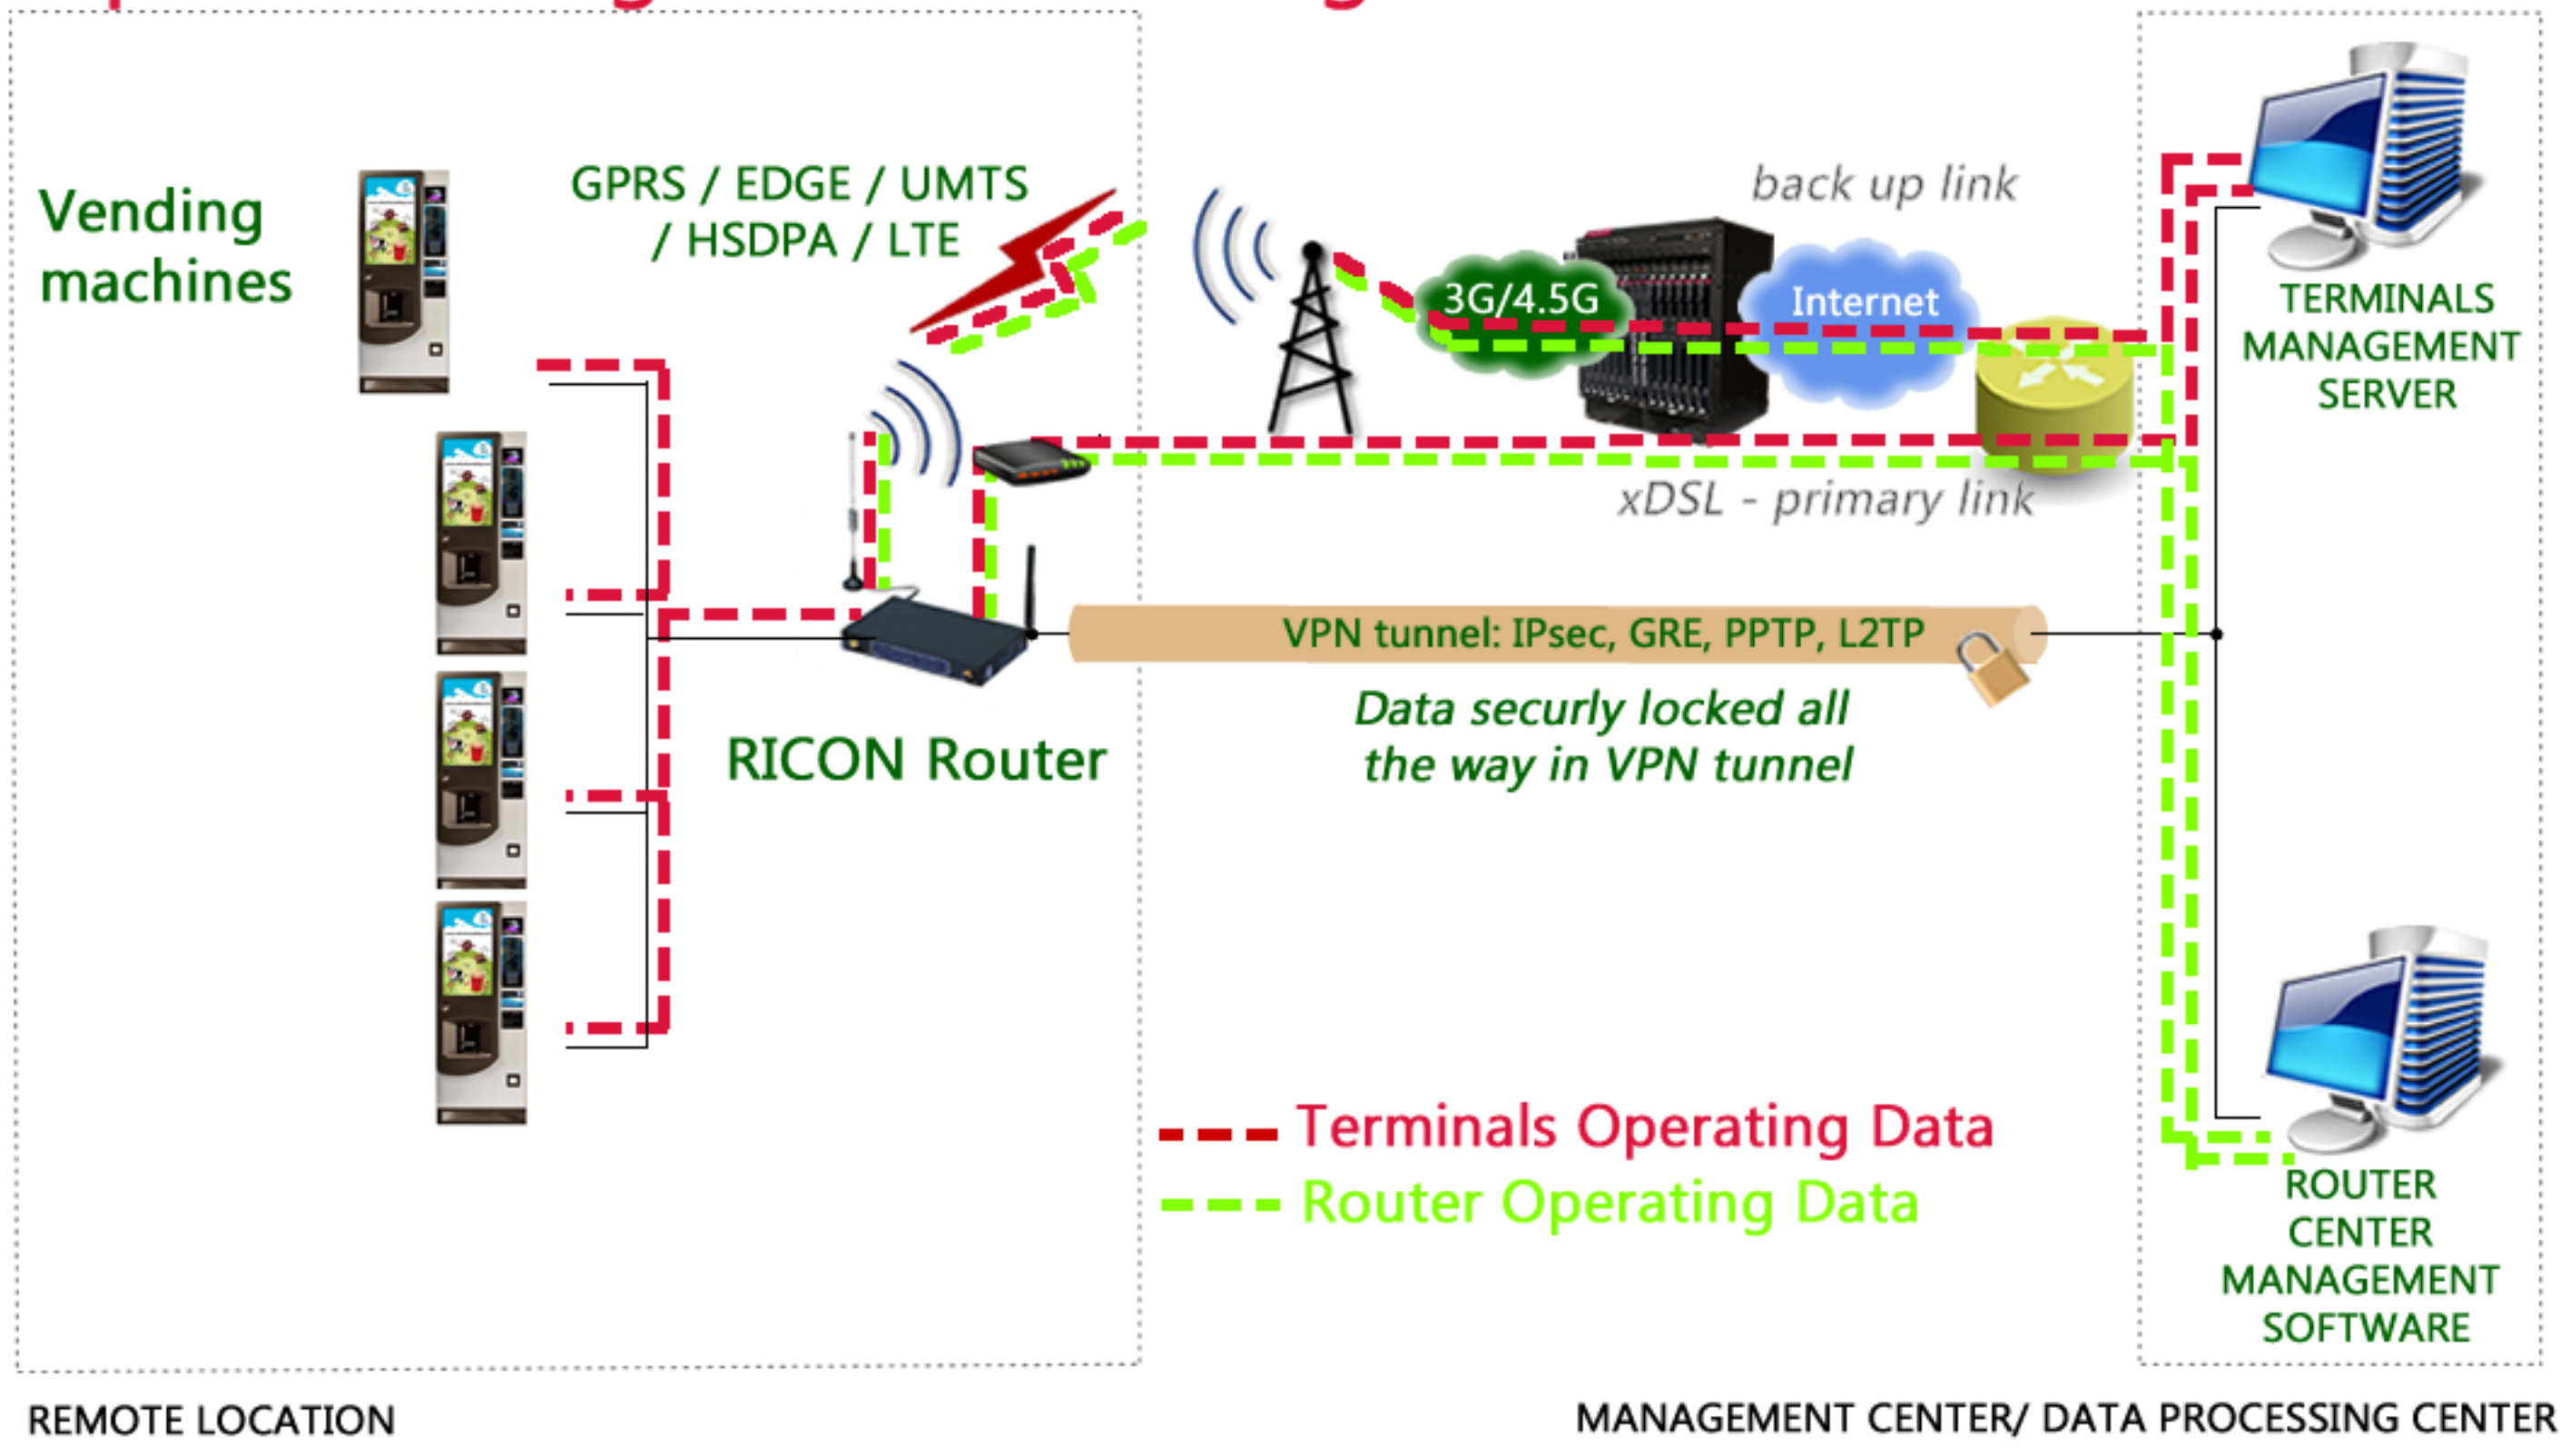 Vending
machines
GPRS / EDGE / UMTS
/ HSDPA / LTE
back up link
3G/4.5G
Internet
TERMINALS
MANAGEMENT
SERVER
xDSL - primary link
VPN tunnel: IPsec, GRE, PPTP, L2TP
Data securly locked all
the way in VPN tunnel
RICON Router
Terminals Operating Data
Router Operating Data
ROUTER
CENTER
MANAGEMENT
SOFTWARE
REMOTE LOCATION
MANAGEMENT CENTER/ DATA PROCESSING CENTER